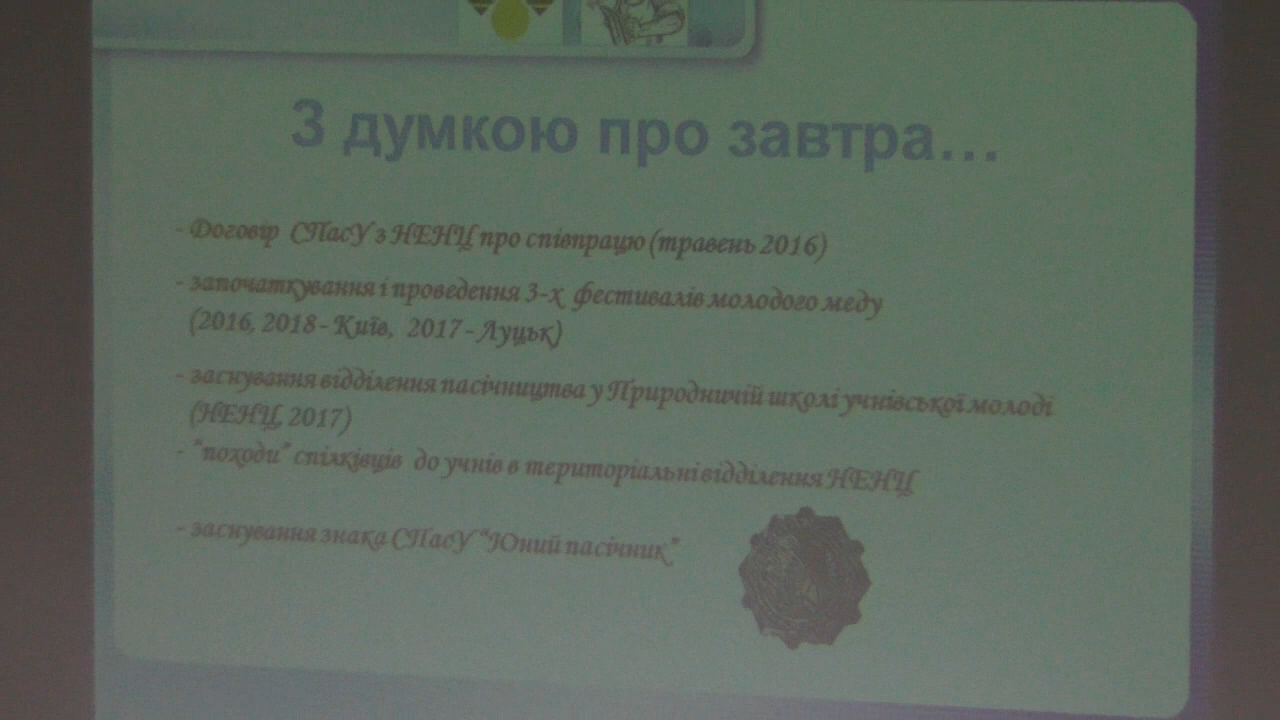 З думкою про завтра...
- Договір СПасУ з НЕНЦ про співпрацю (травень 2016)
- започаткування і проведення 3-х фестивалів молодого меду
(2016, 2018 - Київ, 2017 - Луцьк)
- заснування відділення пасічництва у Природничій школі учнівської молоді
(НЕНЦ, 2017)
- "походи" спілківців до учнів в територіальні відділення НЕНЦ
- заснування знака СПасУ "Юний пасічник"